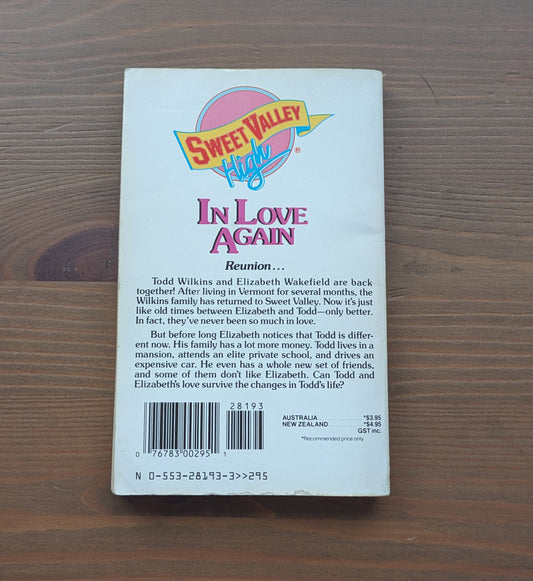 SWEET VALLEY
High ®
IN LOVE
AGAIN
Reunion...
Todd Wilkins and Elizabeth Wakefield are back
together! After living in Vermont for several months, the
Wilkins family has returned to Sweet Valley. Now it's just
like old times between Elizabeth and Todd—only better.
In fact, they've never been so much in love.
But before long Elizabeth notices that Todd is differ-
ent now. His family has a lot more money. Todd lives in a
mansion, attends an elite private school, and drives an
expensive car. He even has a whole new set of friends,
and some of them don't like Elizabeth. Can Todd and
Elizabeth's love survive the changes in Todd's life?
28193
0 76783 00295 1
AUSTRALIA ............ *$3.95
NEW ZEALAND ........ *$4.95
GST inc.
*Recommended price only
N 0-553-28193-3>>295